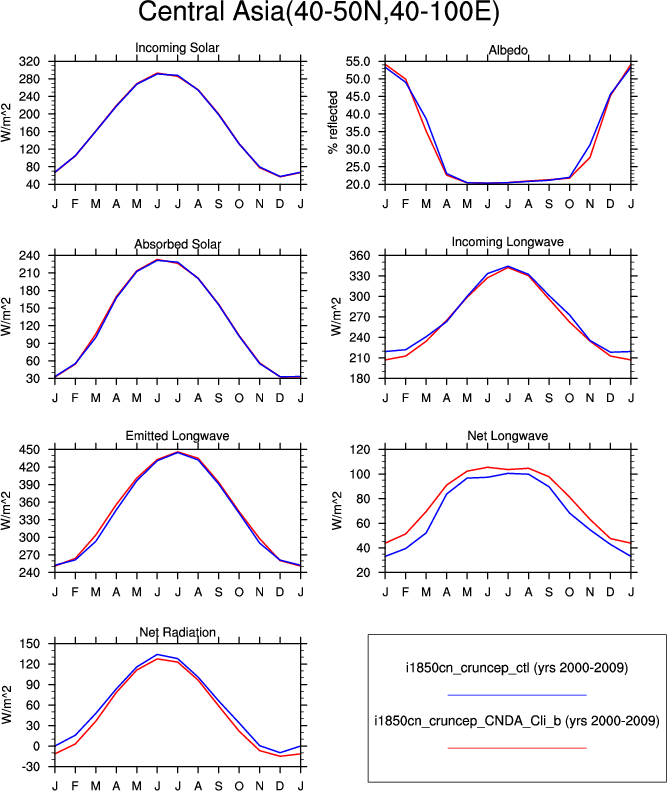 Central Asia(40-50N,40-100E)
Incoming Solar
W/m^2
320
280
240
200
160
120
80
40
J F M A M J J A S O N D J
Albedo
% reflected
55.0
50.0
45.0
40.0
35.0
30.0
25.0
20.0
J F M A M J J A S O N D J
Absorbed Solar
W/m^2
240
210
180
150
120
90
60
30
J F M A M J J A S O N D J
Incoming Longwave
W/m^2
360
330
300
270
240
210
180
J F M A M J J A S O N D J
Emitted Longwave
W/m^2
450
420
390
360
330
300
270
240
J F M A M J J A S O N D J
Net Longwave
W/m^2
120
100
80
60
40
20
J F M A M J J A S O N D J
Net Radiation
W/m^2
150
120
90
60
30
0
-30
J F M A M J J A S O N D J
i1850cn_cruncep_ctl (yrs 2000-2009)
i1850cn_cruncep_CNDA_Cli_b (yrs 2000-2009)